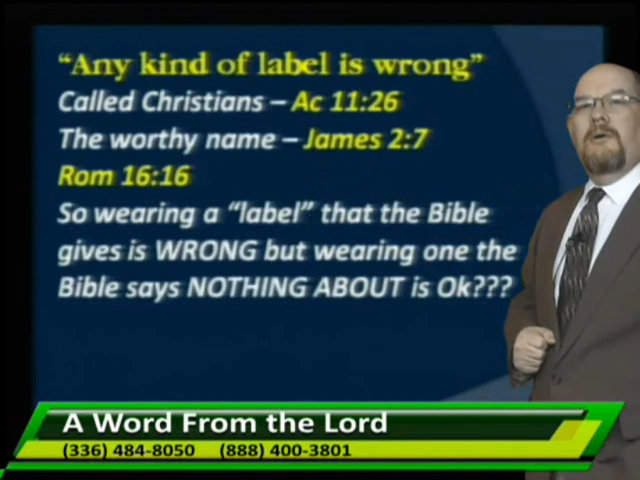 “Any kind of label is wrong”
Called Christians – Ac 11:26
The worthy name – James 2:7
Rom 16:16
So wearing a “label” that the Bible
gives is WRONG but wearing one the
Bible says NOTHING ABOUT is Ok???
A Word From the Lord
(336) 484-8050 (888) 400-3801